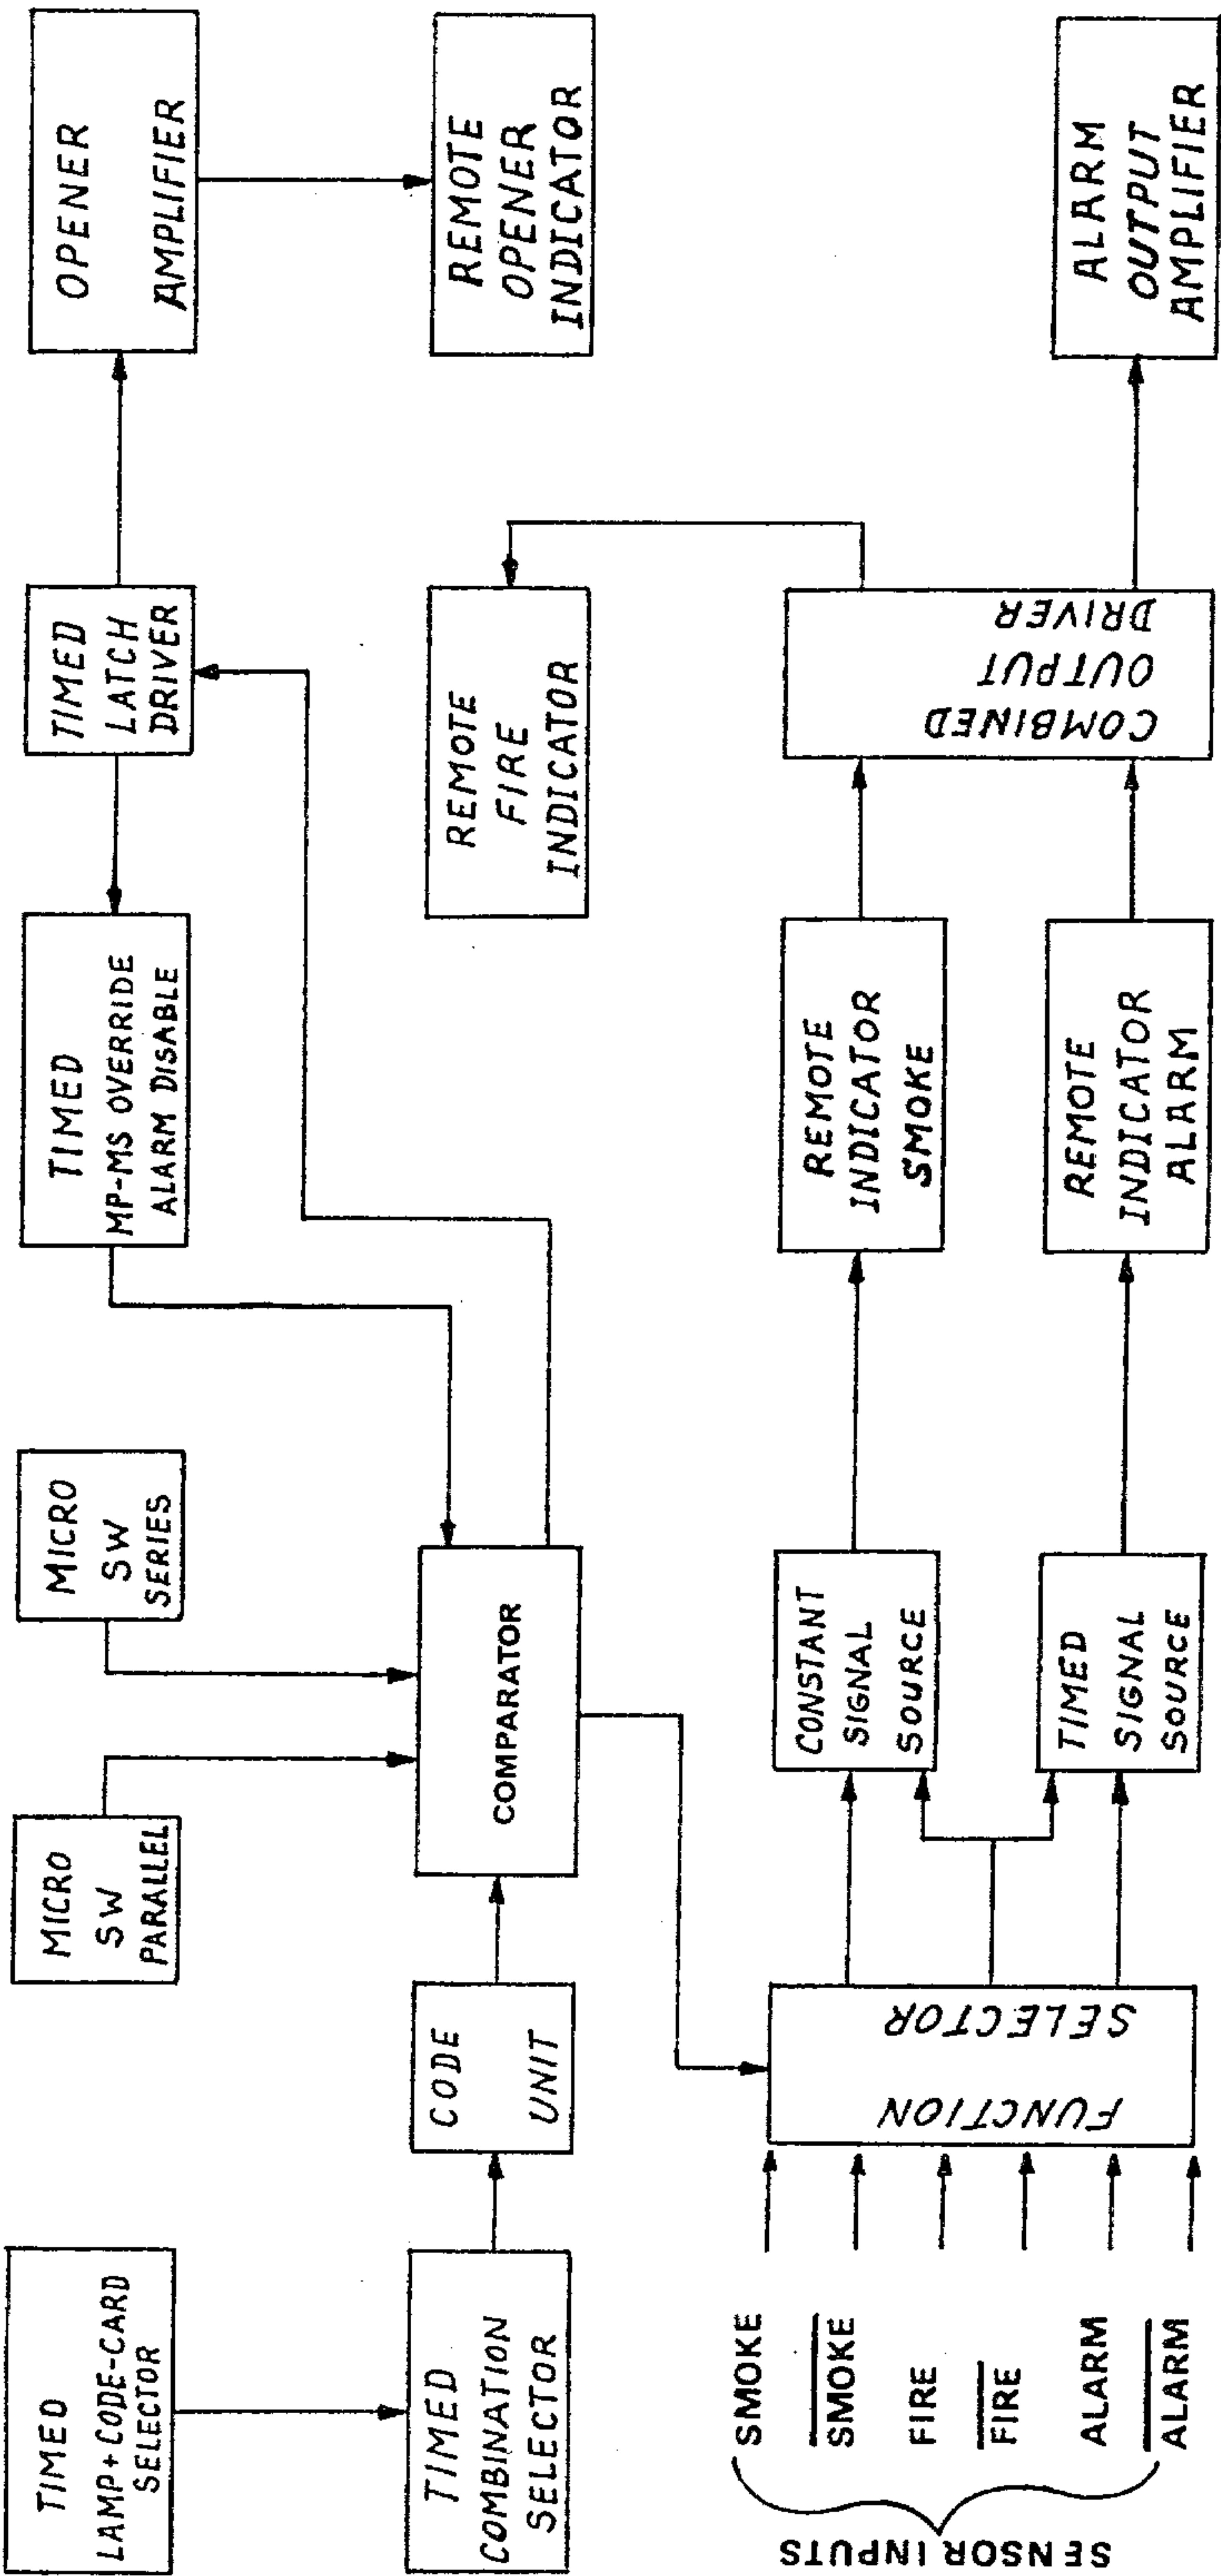 TIMED
LAMP+CODE-CARD
SELECTOR
MICRO
SW
PARALLEL
MICRO
SW
SERIES
TIMED
MP-MS OVERRIDE
ALARM DISABLE
TIMED
LATCH
DRIVER
OPENER
AMPLIFIER
TIMED
COMBINATION
SELECTOR
CODE
UNIT
COMPARATOR
REMOTE
FIRE
INDICATOR
REMOTE
OPENER
INDICATOR
SENSOR INPUTS
SMOKE
SMOKE
FIRE
FIRE
ALARM
ALARM
FUNCTION
SELECTOR
CONSTANT
SIGNAL
SOURCE
TIMED
SIGNAL
SOURCE
REMOTE
INDICATOR
SMOKE
REMOTE
INDICATOR
ALARM
COMBINED
OUTPUT
DRIVER
ALARM
OUTPUT
AMPLIFIER